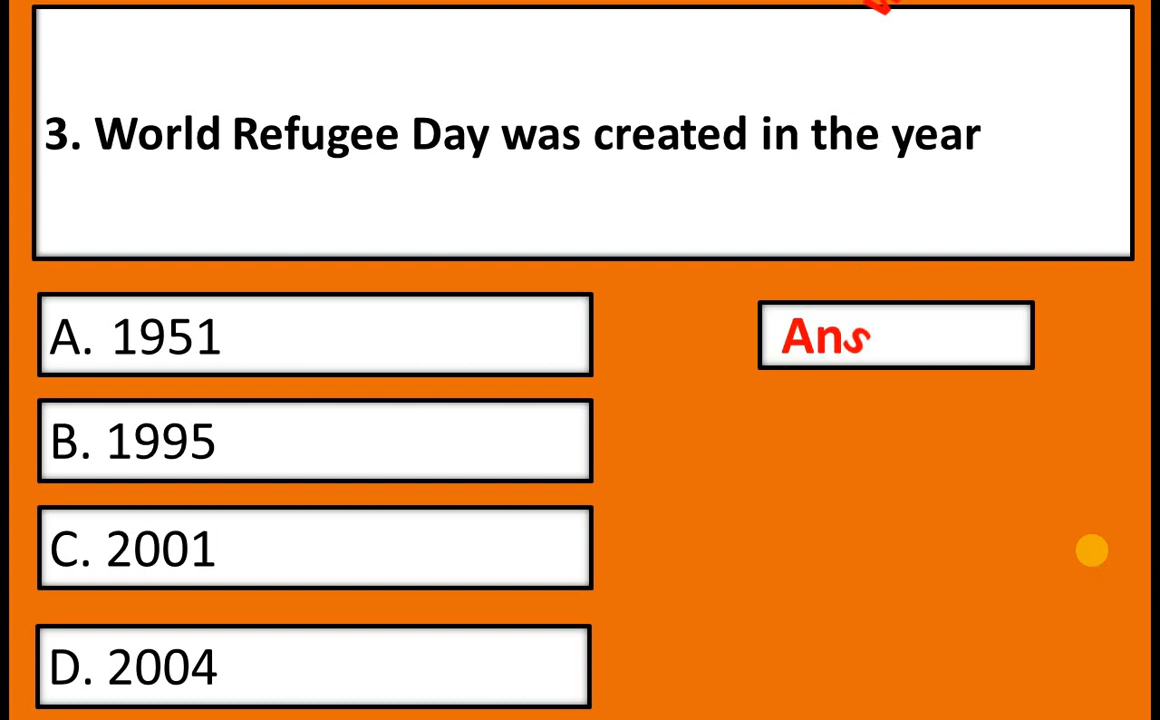 3. World Refugee Day was created in the year
A. 1951
Ans
B. 1995
C. 2001
D. 2004